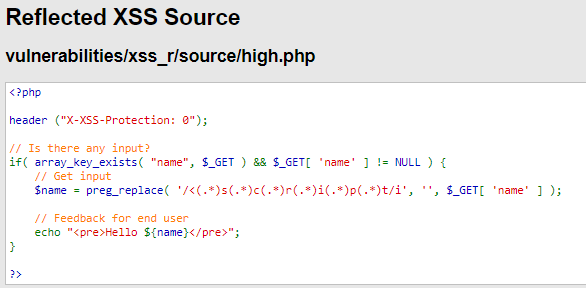 Reflected XSS Source
vulnerabilities/xss_r/source/high.php
<?php
header ("X-XSS-Protection: 0");
// Is there any input?
if( array_key_exists( "name", $_GET ) && $_GET[ 'name' ] != NULL ) {
    // Get input
    $name = preg_replace( '/<(.*)s(.*)c(.*)r(.*)i(.*)p(.*)t/i', '', $_GET[ 'name' ] );
    // Feedback for end user
    echo "<pre>Hello ${name}</pre>";
}
?>